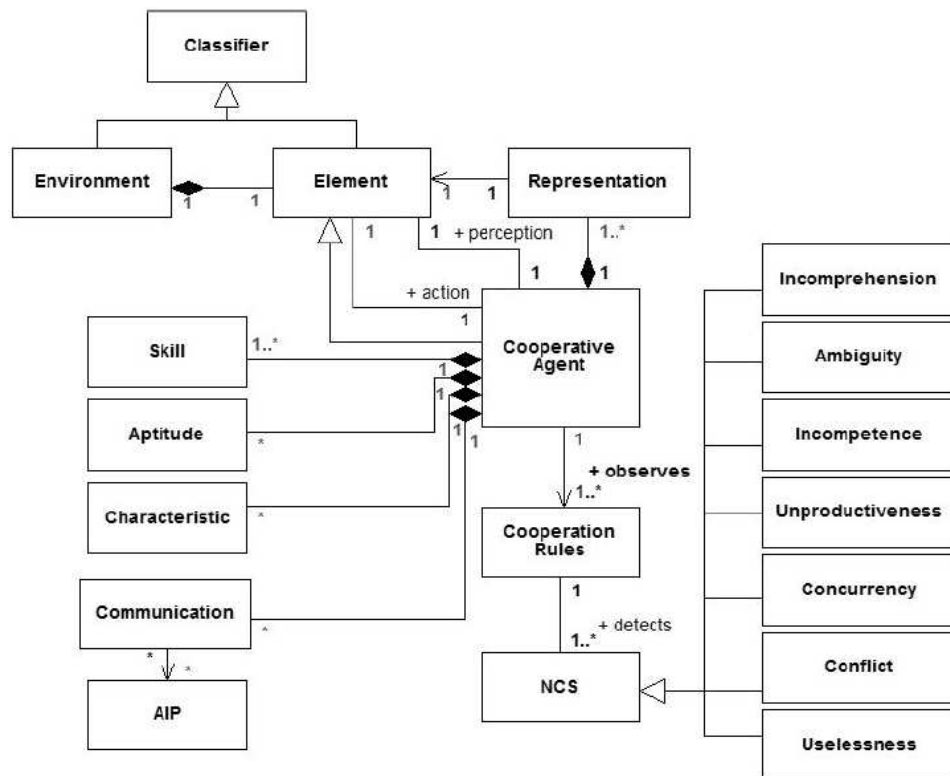 Classifier
Environment
1
1
Element
1
1
Representation
1
1
+ perception
1..*
+ action
1
1
1
Incomprehension
Skill
1..*
Cooperative
Agent
Ambiguity
1
1
1
1
Aptitude
*
1
Incompetence
+ observes
Characteristic
*
1..*
Unproductiveness
Cooperation
Rules
Communication
*
1
Concurrency
+ detects
*
*
1..*
AIP
NCS
Conflict
Uselessness